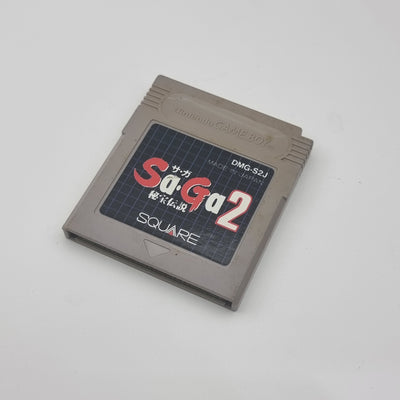 Nintendo GAME BOY
DMG-S2J
MADE IN JAPAN
サ・ガ
Sa・Ga2
秘宝伝説
SQUARE